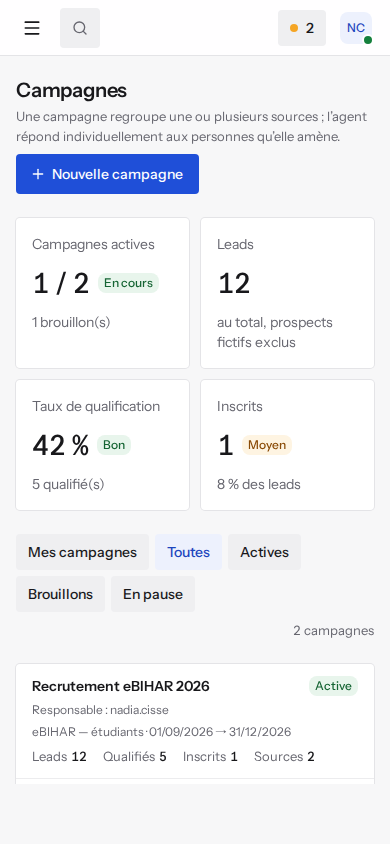 2
NC
Campagnes
Une campagne regroupe une ou plusieurs sources ; l'agent
répond individuellement aux personnes qu'elle amène.
Nouvelle campagne
Campagnes actives
1 / 2 En cours
1 brouillon(s)
Leads
12
au total, prospects
fictifs exclus
Taux de qualification
42 % Bon
5 qualifié(s)
Inscrits
1 Moyen
8 % des leads
Mes campagnes Toutes Actives
Brouillons En pause
2 campagnes
Recrutement eBIHAR 2026 Active
Responsable : nadia.cisse
eBIHAR — étudiants · 01/09/2026 → 31/12/2026
Leads 12 Qualifiés 5 Inscrits 1 Sources 2